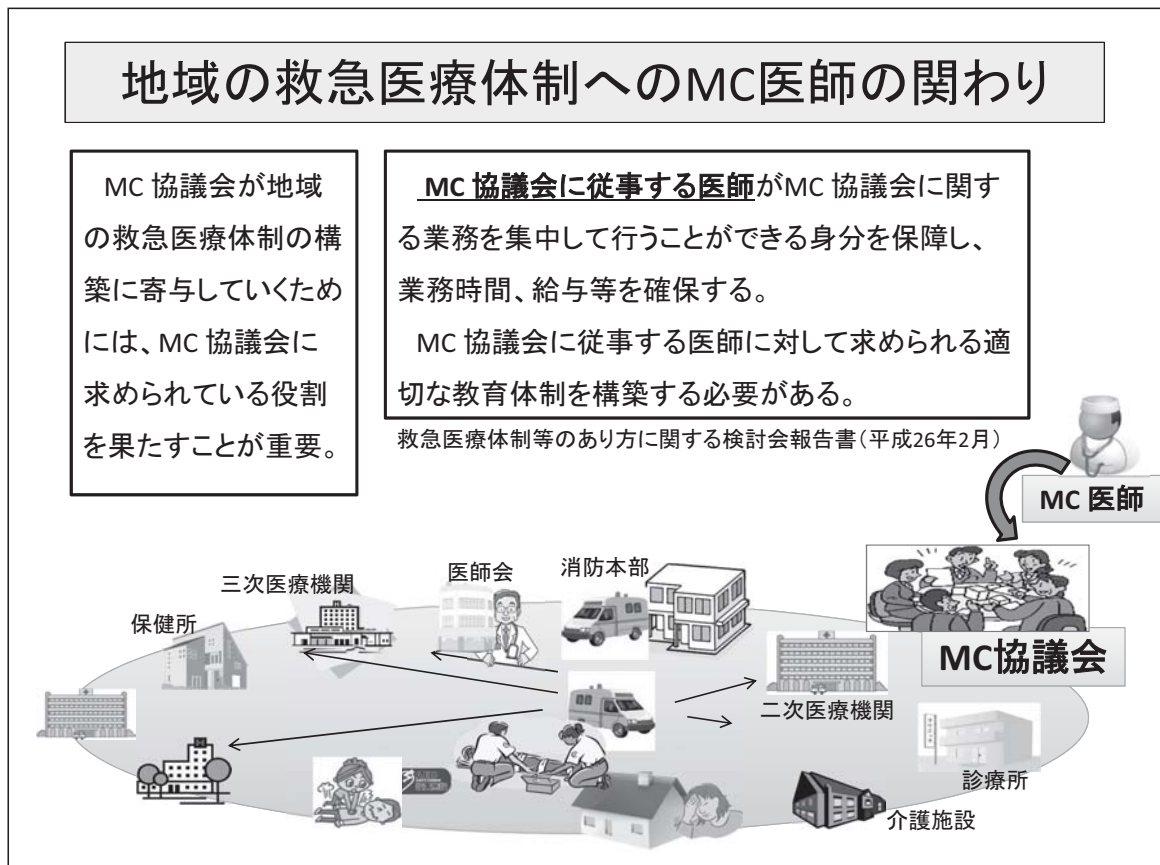 地域の救急医療体制へのMC医師の関わり
MC 協議会が地域
の救急医療体制の構
築に寄与していくため
には、MC 協議会に
求められている役割
を果たすことが重要。
MC 協議会に従事する医師がMC 協議会に関す
る業務を集中して行うことができる身分を保障し、
業務時間、給与等を確保する。
MC 協議会に従事する医師に対して求められる適
切な教育体制を構築する必要がある。
救急医療体制等のあり方に関する検討会報告書（平成26年2月）
MC 医師
MC協議会
消防本部
医師会
三次医療機関
保健所
二次医療機関
診療所
介護施設